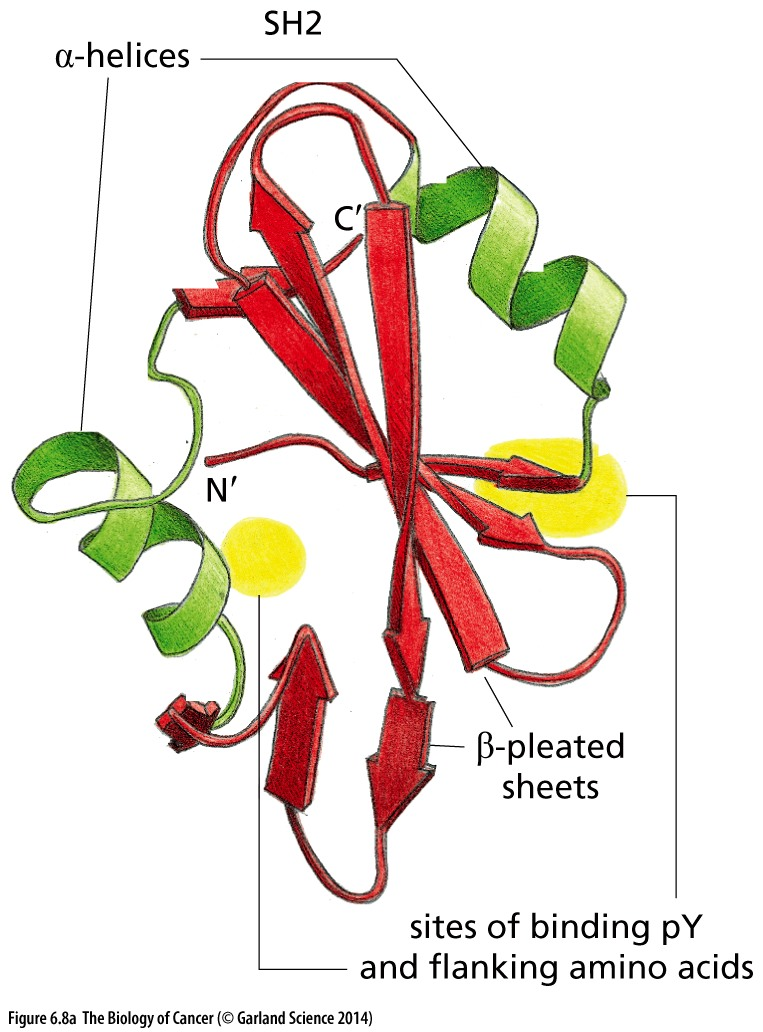 SH2
α-helices
C′
N′
β-pleated
sheets
sites of binding pY
and flanking amino acids
Figure 6.8a The Biology of Cancer (© Garland Science 2014)